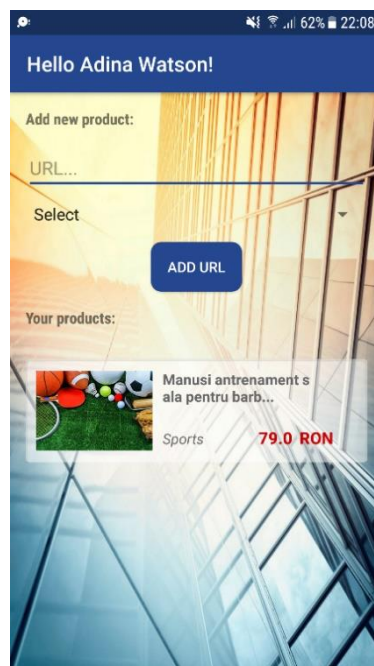 62% 22:08
Hello Adina Watson!
Add new product:
URL...
Select
ADD URL
Your products:
Manusi antrenament s
ala pentru barb...
Sports 79.0 RON